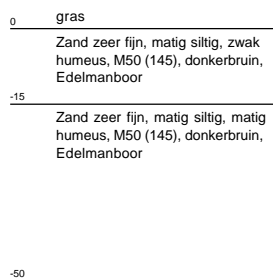 0 gras
Zand zeer fijn, matig siltig, zwak
humeus, M50 (145), donkerbruin,
Edelmanboor
-15
Zand zeer fijn, matig siltig, matig
humeus, M50 (145), donkerbruin,
Edelmanboor
-50